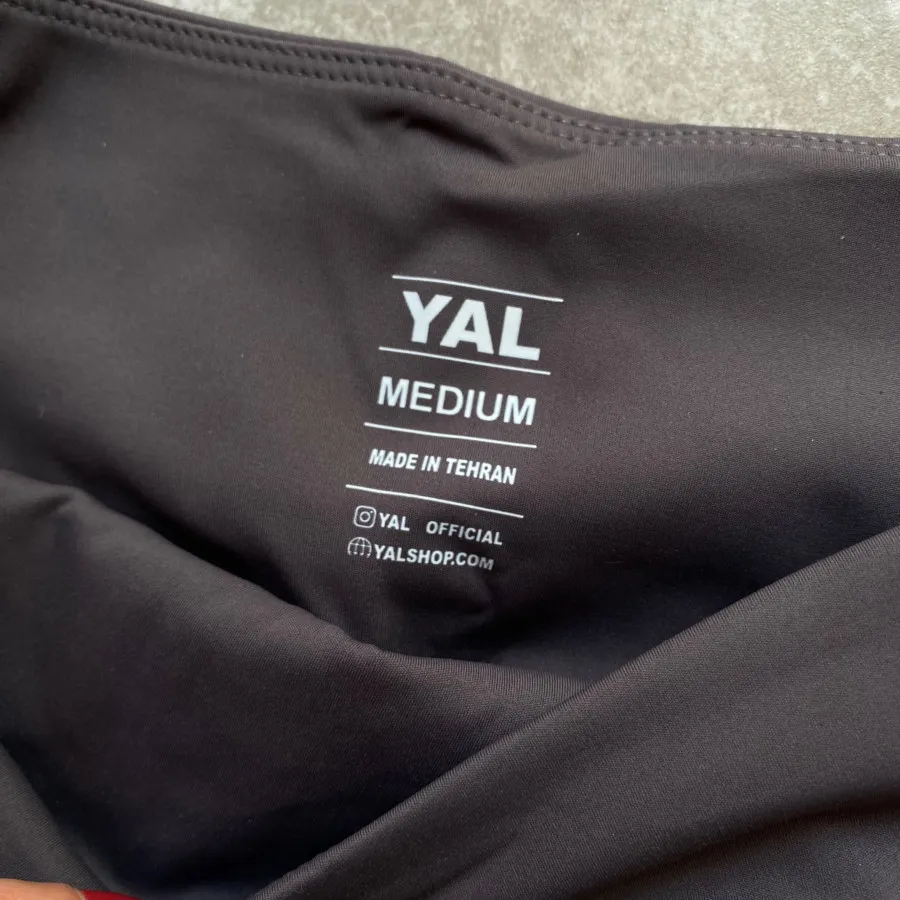 YAL
MEDIUM
MADE IN TEHRAN
YAL OFFICIAL
YALSHOP.COM